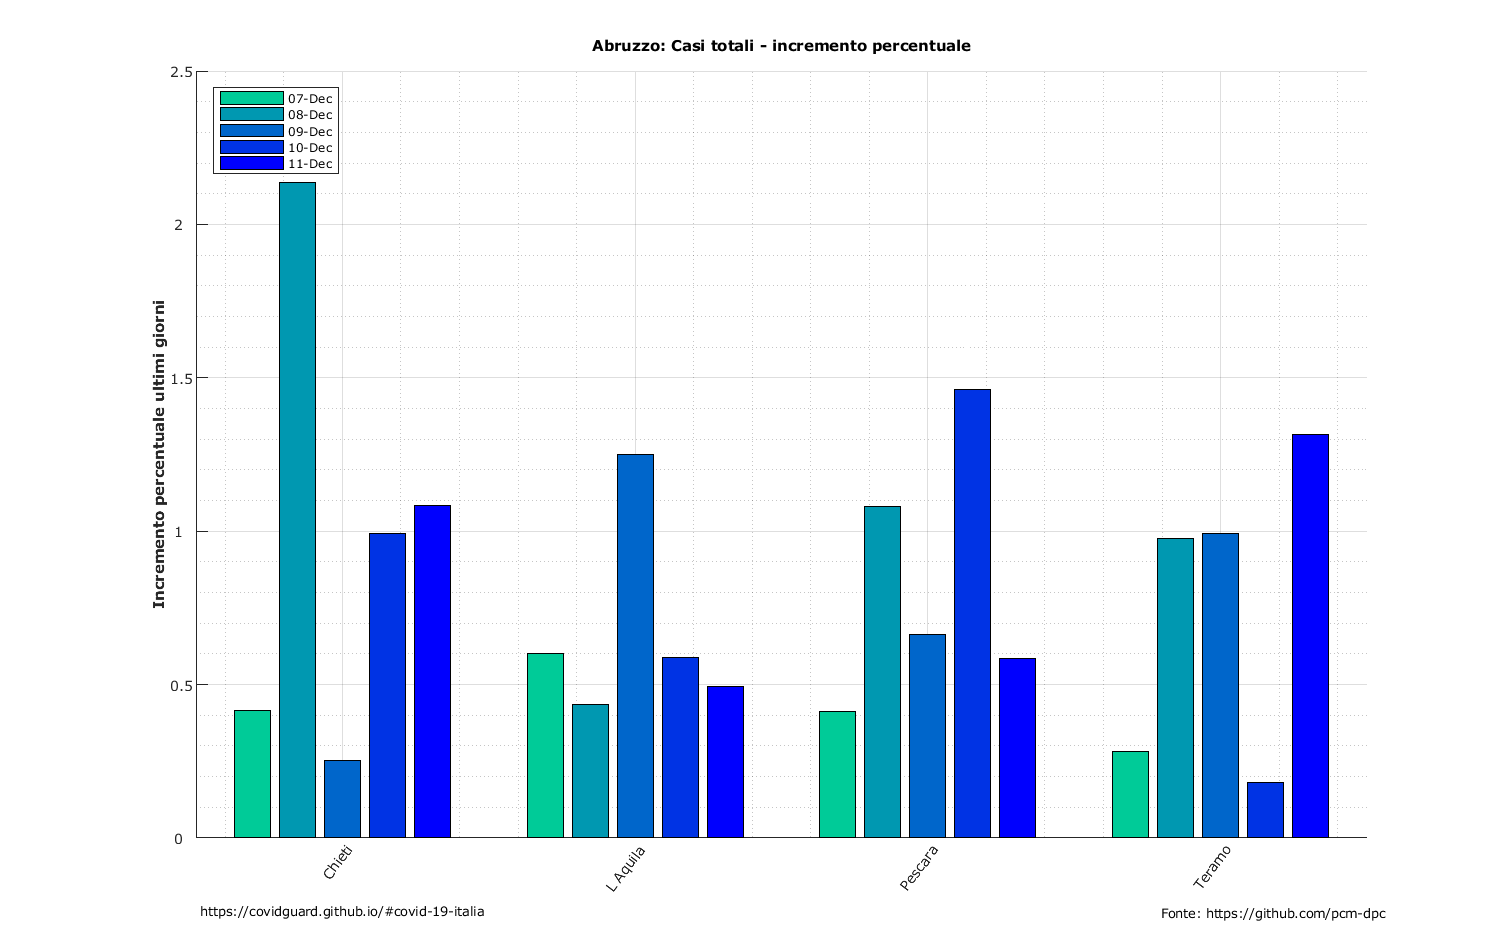 Abruzzo: Casi totali - incremento percentuale
2.5
07-Dec
08-Dec
09-Dec
10-Dec
11-Dec
2
1.5
1
0.5
0
Incremento percentuale ultimi giorni
Chieti
L Aquila
Pescara
Teramo
https://covidguard.github.io/#covid-19-italia
Fonte: https://github.com/pcm-dpc